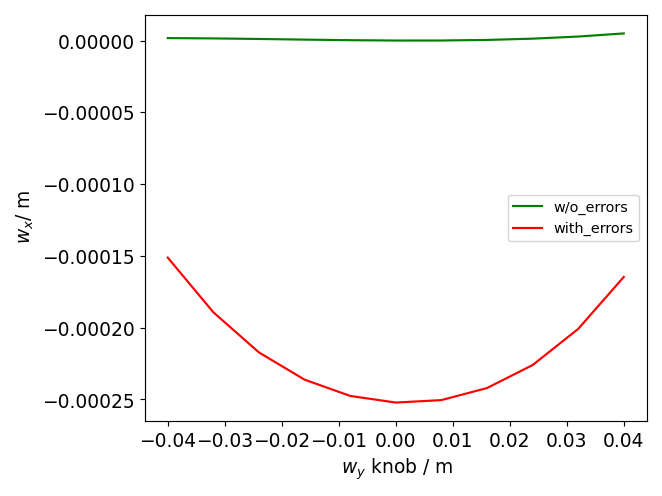 0.00000
−0.00005
−0.00010
−0.00015
−0.00020
−0.00025
w_x / m
w/o_errors
with_errors
−0.04 −0.03 −0.02 −0.01 0.00 0.01 0.02 0.03 0.04
w_y knob / m